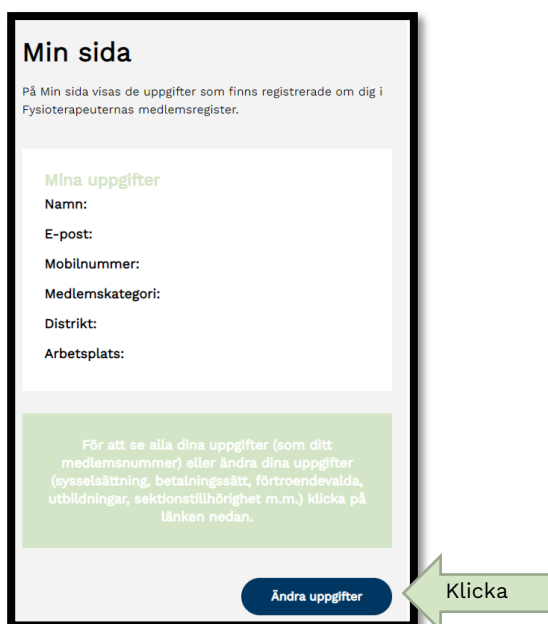 Min sida
På Min sida visas de uppgifter som finns registrerade om dig i
Fysioterapeuternas medlemsregister.
Mina uppgifter
Namn:
E-post:
Mobilnummer:
Medlemskategori:
Distrikt:
Arbetsplats:
För att se alla dina uppgifter (som ditt
medlemsnummer) eller ändra dina uppgifter
(sysselsättning, betalningssätt, förtroendevalda,
utbildningar, sektionstillhörighet m.m.) klicka på
länken nedan.
Ändra uppgifter
Klicka